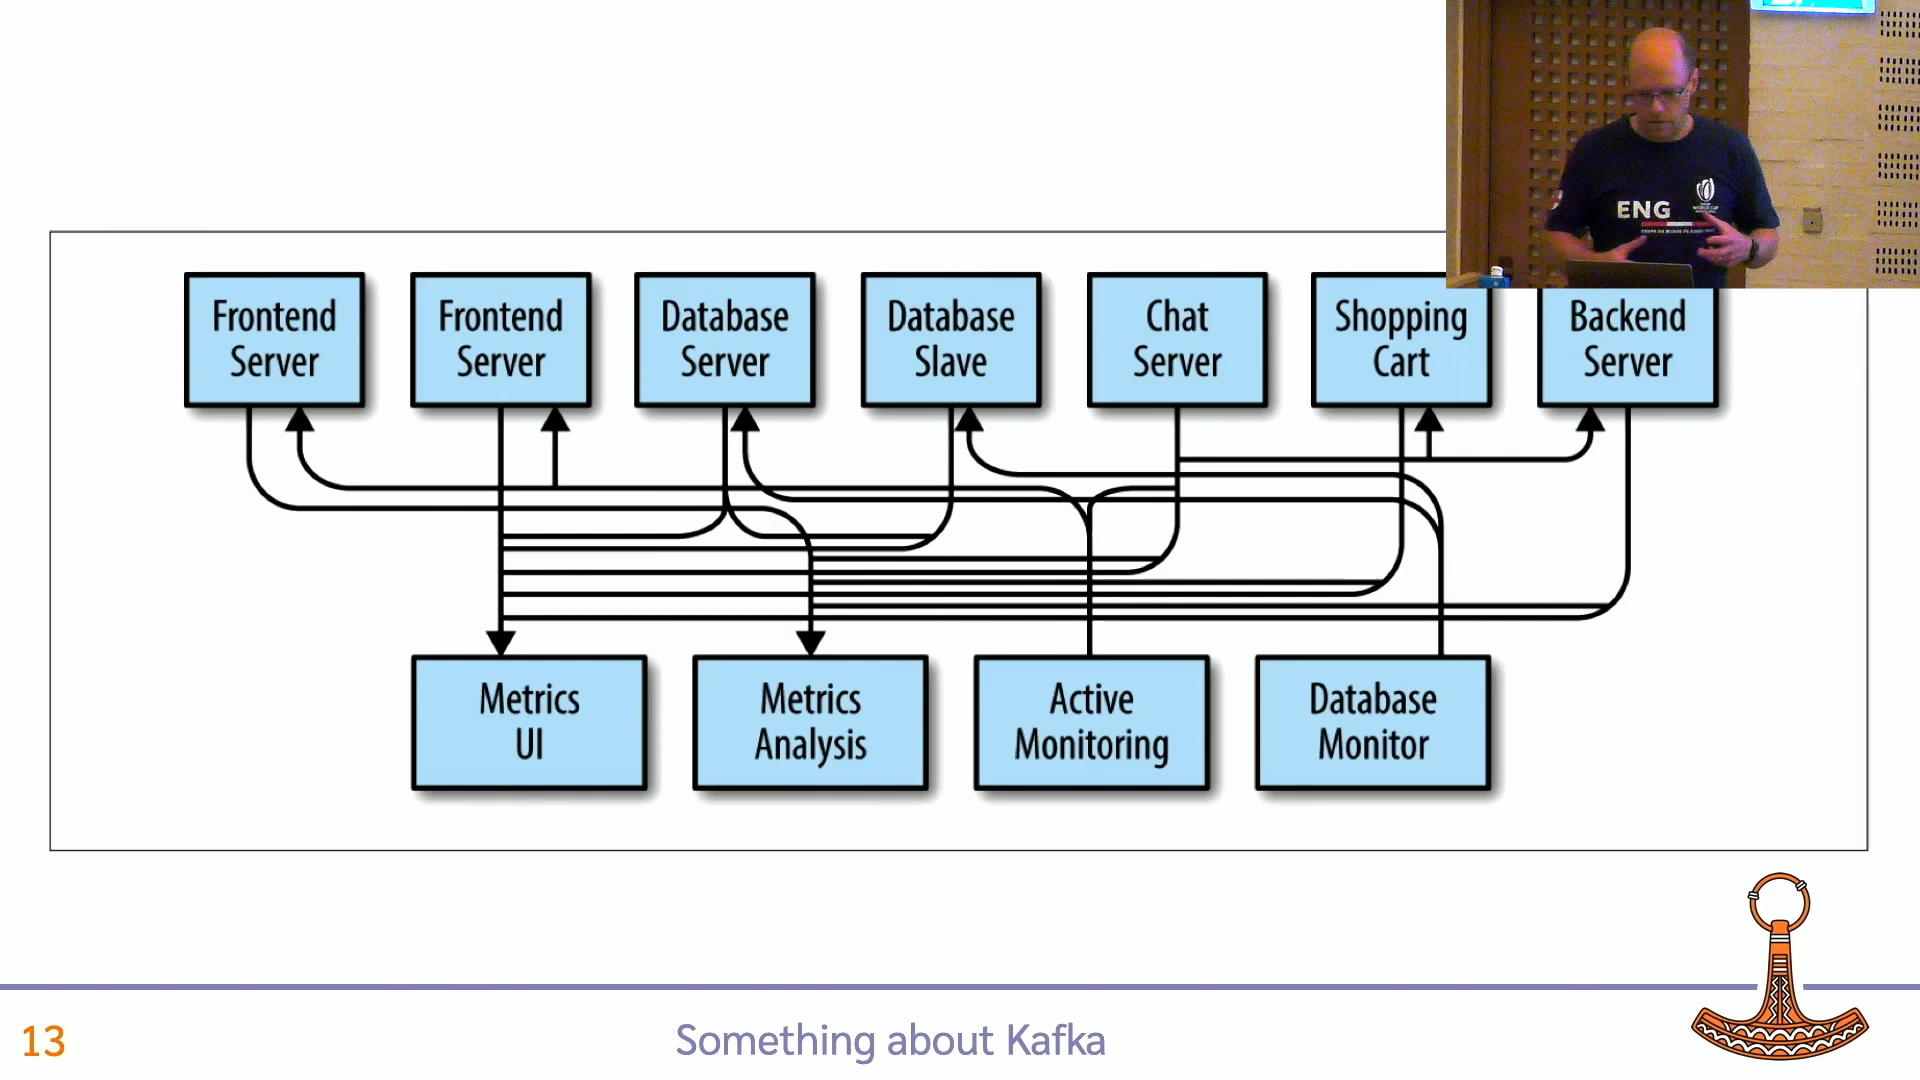 ENG
Frontend
Server
Frontend
Server
Database
Server
Database
Slave
Chat
Server
Shopping
Cart
Backend
Server
Metrics
UI
Metrics
Analysis
Active
Monitoring
Database
Monitor
13
Something about Kafka